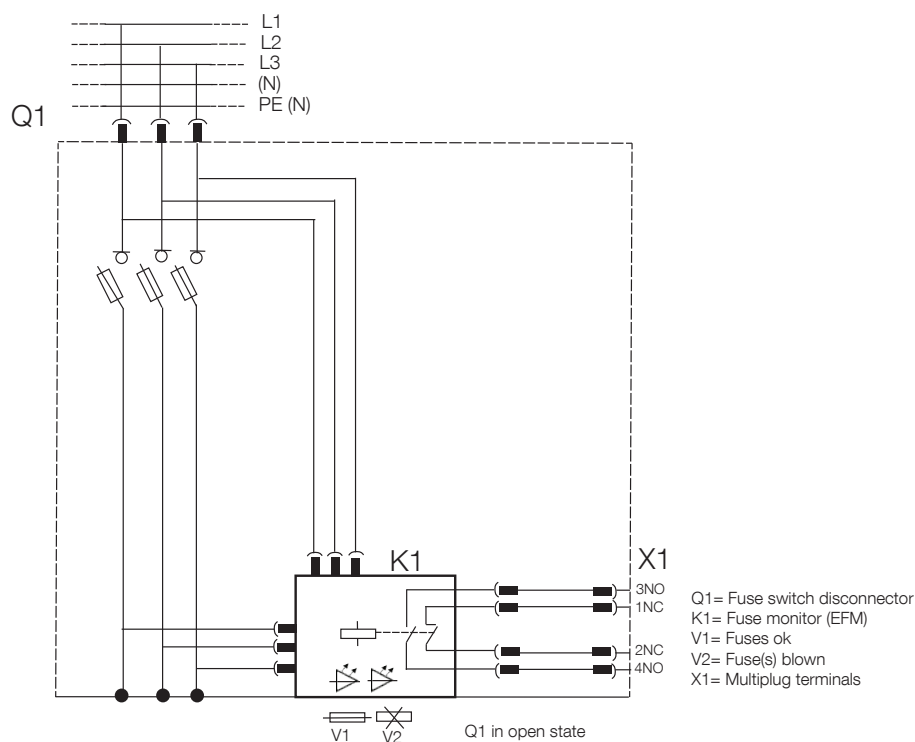 L1
L2
L3
(N)
PE (N)
Q1
K1
X1
3NO
1NC
2NC
4NO
Q1= Fuse switch disconnector
K1= Fuse monitor (EFM)
V1= Fuses ok
V2= Fuse(s) blown
X1= Multiplug terminals
V1
V2
Q1 in open state